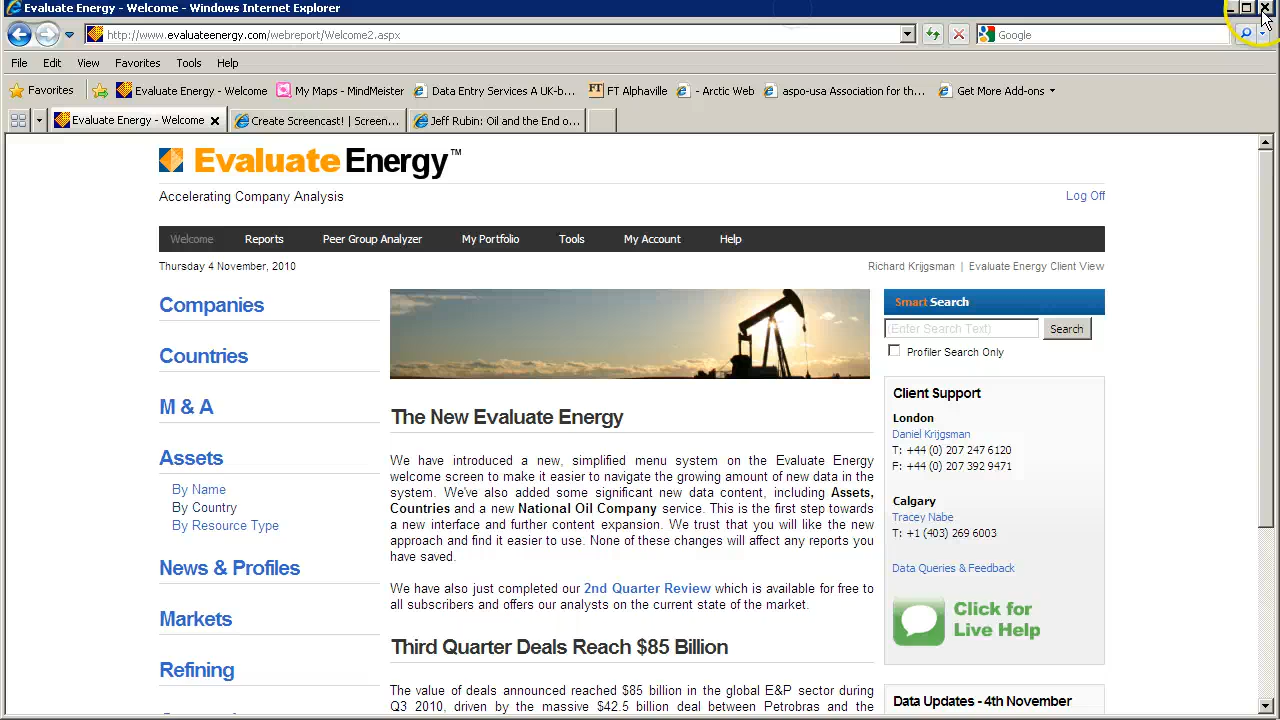 Evaluate Energy - Welcome - Windows Internet Explorer
http://www.evaluateenergy.com/webreport/Welcome2.aspx
Google
File Edit View Favorites Tools Help
Favorites Evaluate Energy - Welcome My Maps - MindMeister Data Entry Services A UK-b... FT FT Alphaville - Arctic Web aspo-usa Association for th... Get More Add-ons
Evaluate Energy - Welcome Create Screencast! | Screen... Jeff Rubin: Oil and the End o...
Evaluate Energy™
Accelerating Company Analysis
Log Off
Welcome Reports Peer Group Analyzer My Portfolio Tools My Account Help
Thursday 4 November, 2010
Richard Krijgsman | Evaluate Energy Client View
Companies
Countries
M & A
Assets
By Name
By Country
By Resource Type
News & Profiles
Markets
Refining
The New Evaluate Energy
We have introduced a new, simplified menu system on the Evaluate Energy
welcome screen to make it easier to navigate the growing amount of new data in the
system. We've also added some significant new data content, including Assets,
Countries and a new National Oil Company service. This is the first step towards
a new interface and further content expansion. We trust that you will like the new
approach and find it easier to use. None of these changes will affect any reports you
have saved.
We have also just completed our 2nd Quarter Review which is available for free to
all subscribers and offers our analysts on the current state of the market.
Third Quarter Deals Reach $85 Billion
The value of deals announced reached $85 billion in the global E&P sector during
Q3 2010, driven by the massive $42.5 billion deal between Petrobras and the
Smart Search
(Enter Search Text)
Search
Profiler Search Only
Client Support
London
Daniel Krijgsman
T: +44 (0) 207 247 6120
F: +44 (0) 207 392 9471
Calgary
Tracey Nabe
T: +1 (403) 269 6003
Data Queries & Feedback
Click for
Live Help
Data Updates - 4th November